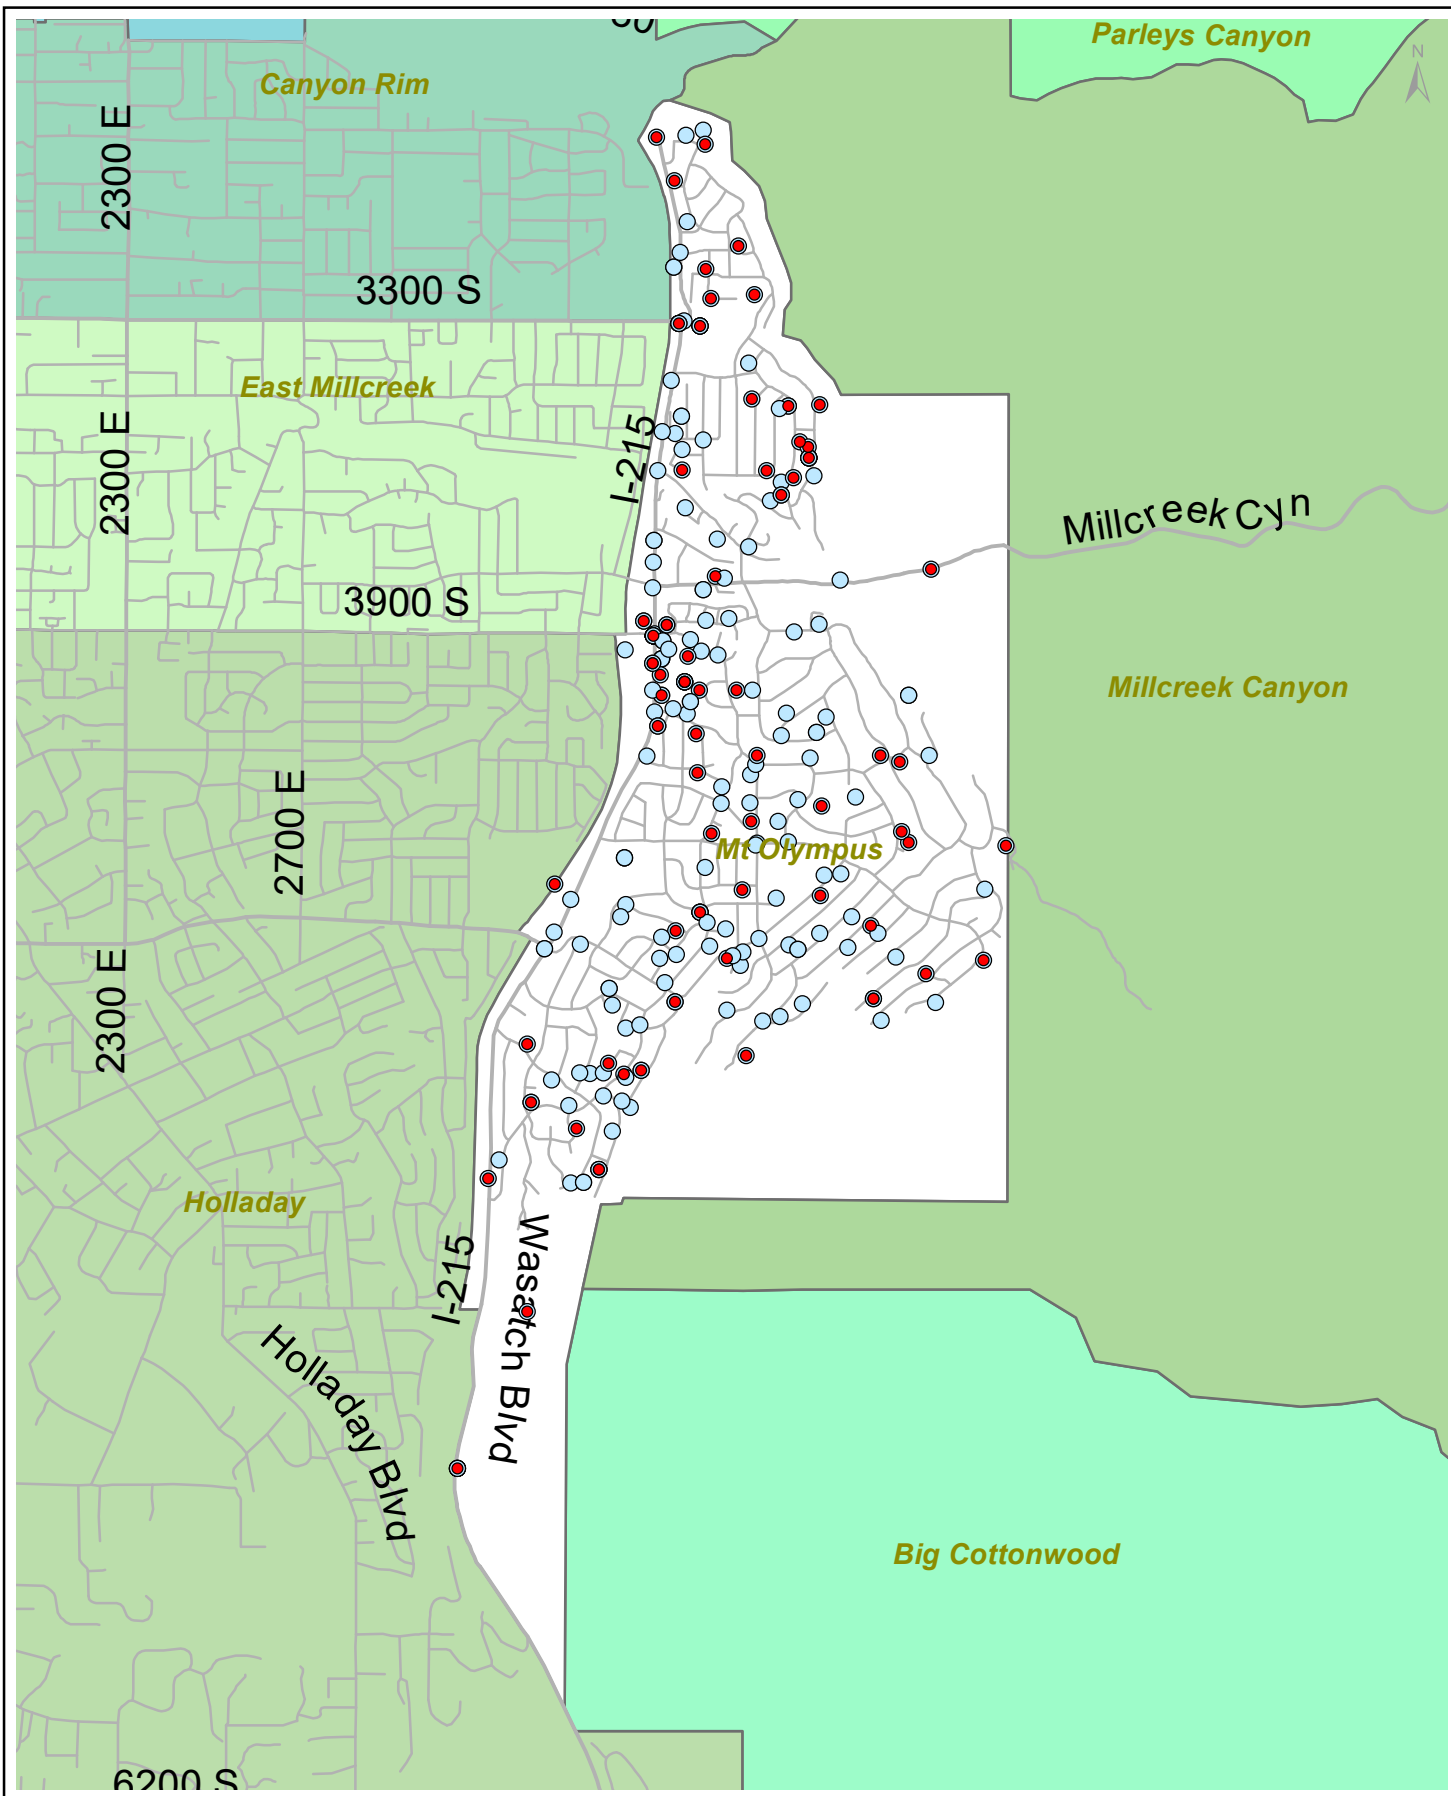 Parleys Canyon
N
Canyon Rim
2300 E
3300 S
East Millcreek
I-215
2300 E
Millcreek Cyn
3900 S
Millcreek Canyon
2700 E
Mt Olympus
2300 E
Holladay
I-215
Wasatch Blvd
Holladay Blvd
Big Cottonwood
6200 S